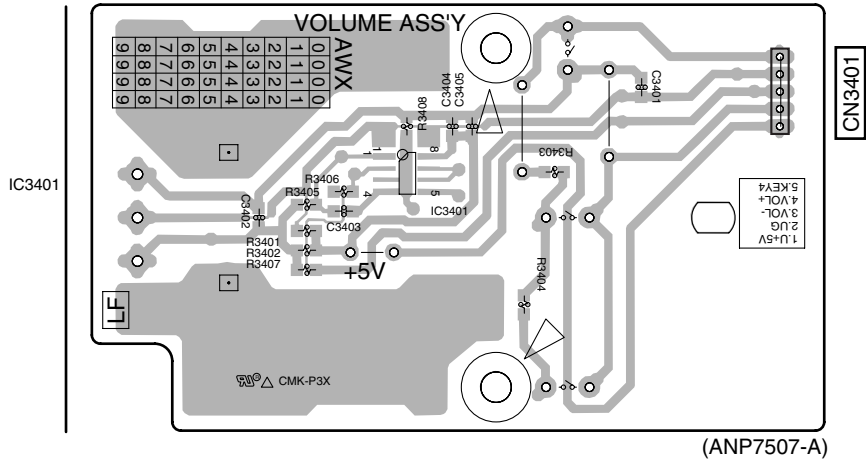 VOLUME ASS'Y
0 1 2 3 4 5 6 7 8 9
0 1 2 3 4 5 6 7 8 9
0 1 2 3 4 5 6 7 8 9
0 1 2 3 4 5 6 7 8 9
AWX
CN3401
C3404
C3405
C3401
R3408
1
8
R3403
R3406
IC3401
R3405
4
5
C3402
IC3401
C3403
R3401
R3402
R3407
+5V
1.U+5V
2.UG
3.VOL-
4.VOL+
5.KEY4
R3404
LF
CMK-P3X
(ANP7507-A)